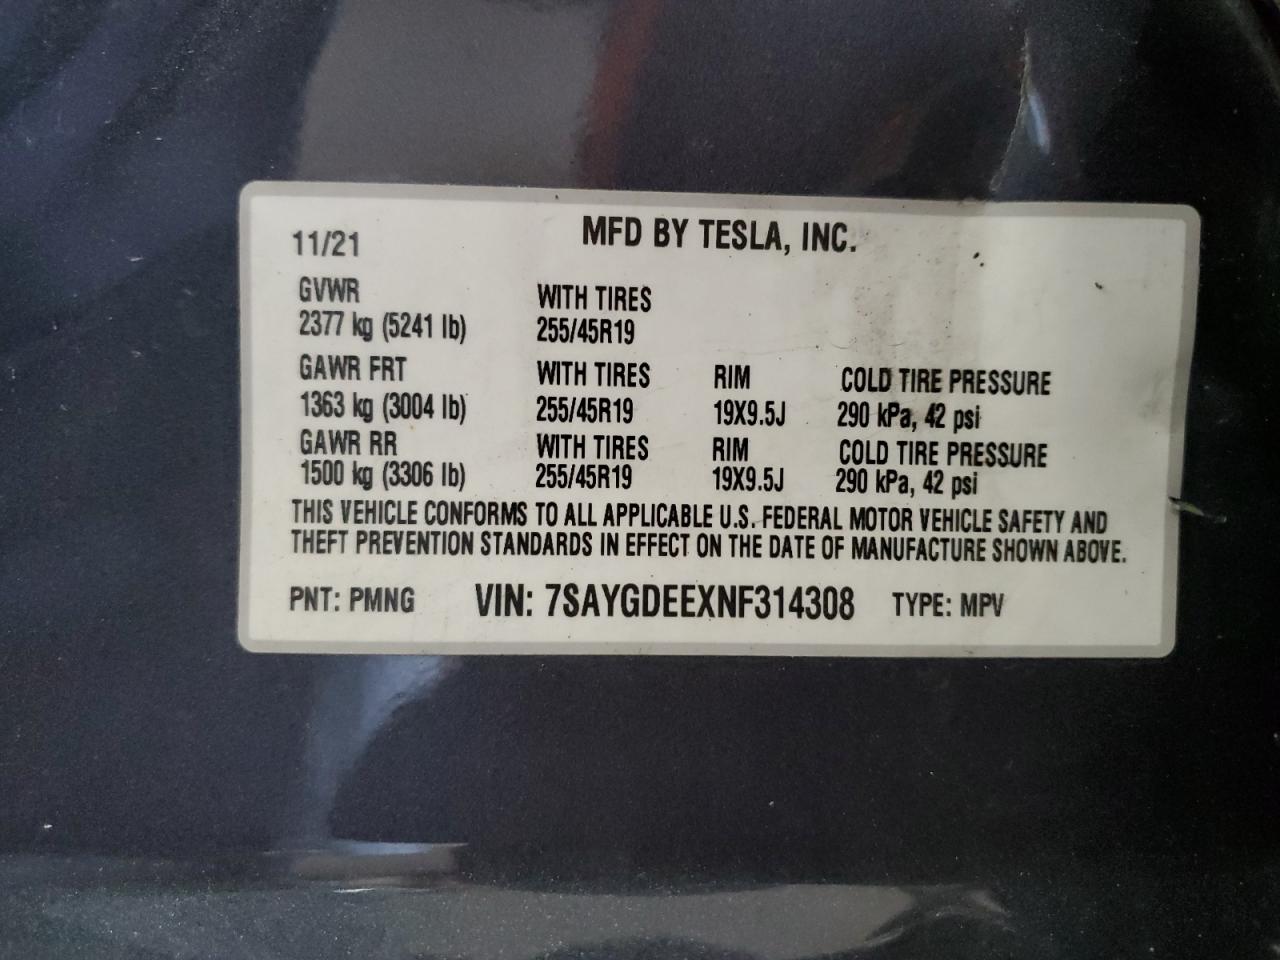 MFD BY TESLA, INC.
11/21
GVWR WITH TIRES
2377 kg (5241 lb) 255/45R19
GAWR FRT WITH TIRES RIM COLD TIRE PRESSURE
1363 kg (3004 lb) 255/45R19 19X9.5J 290 kPa, 42 psi
GAWR RR WITH TIRES RIM COLD TIRE PRESSURE
1500 kg (3306 lb) 255/45R19 19X9.5J 290 kPa, 42 psi
THIS VEHICLE CONFORMS TO ALL APPLICABLE U.S. FEDERAL MOTOR VEHICLE SAFETY AND
THEFT PREVENTION STANDARDS IN EFFECT ON THE DATE OF MANUFACTURE SHOWN ABOVE.
PNT: PMNG VIN: 7SAYGDEEXNF314308 TYPE: MPV